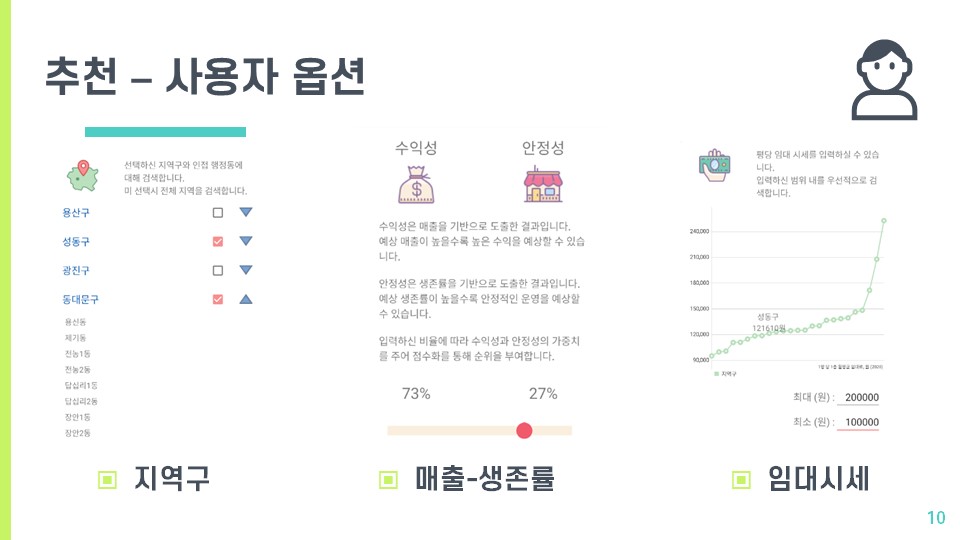 추천 – 사용자 옵션
선택하신 지역구와 인접 행정동에
대해 검색합니다.
미 선택시 전체 지역을 검색합니다.
용산구
성동구
광진구
동대문구
용신동
제기동
전농1동
전농2동
답십리1동
답십리2동
장안1동
장안2동
지역구
수익성
안정성
수익성은 매출을 기반으로 도출한 결과입니다.
예상 매출이 높을수록 높은 수익을 예상할 수 있습
니다.
안정성은 생존률을 기반으로 도출한 결과입니다.
예상 생존률이 높을수록 안정적인 운영을 예상할
수 있습니다.
입력하신 비율에 따라 수익성과 안정성의 가중치
를 주어 점수화를 통해 순위를 부여합니다.
73%
27%
매출-생존률
평당 임대 시세를 입력하실 수 있습
니다.
입력하신 범위 내를 우선적으로 검
색합니다.
240,000
210,000
180,000
150,000
120,000
90,000
성동구
121610원
지역구
최대 (원) : 200000
최소 (원) : 100000
임대시세
10